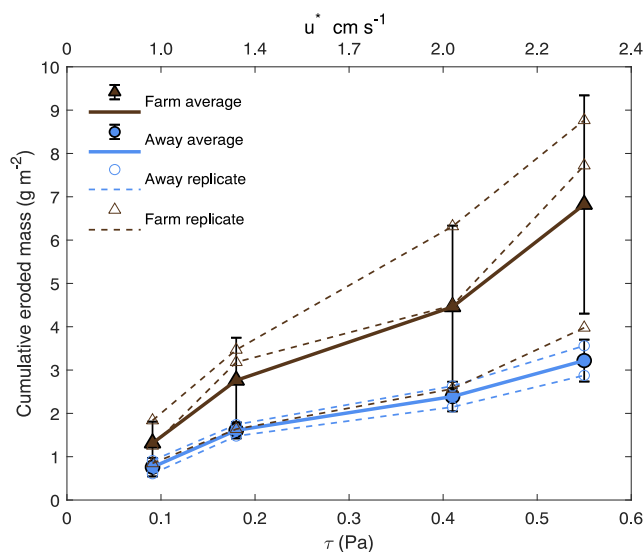 u* cm s-1
0 1.0 1.4 1.7 2.0 2.2 2.4
10
9
8
7
6
5
4
3
2
1
0
Cumulative eroded mass (g m-2)
Farm average
Away average
Away replicate
Farm replicate
0 0.1 0.2 0.3 0.4 0.5 0.6
τ (Pa)